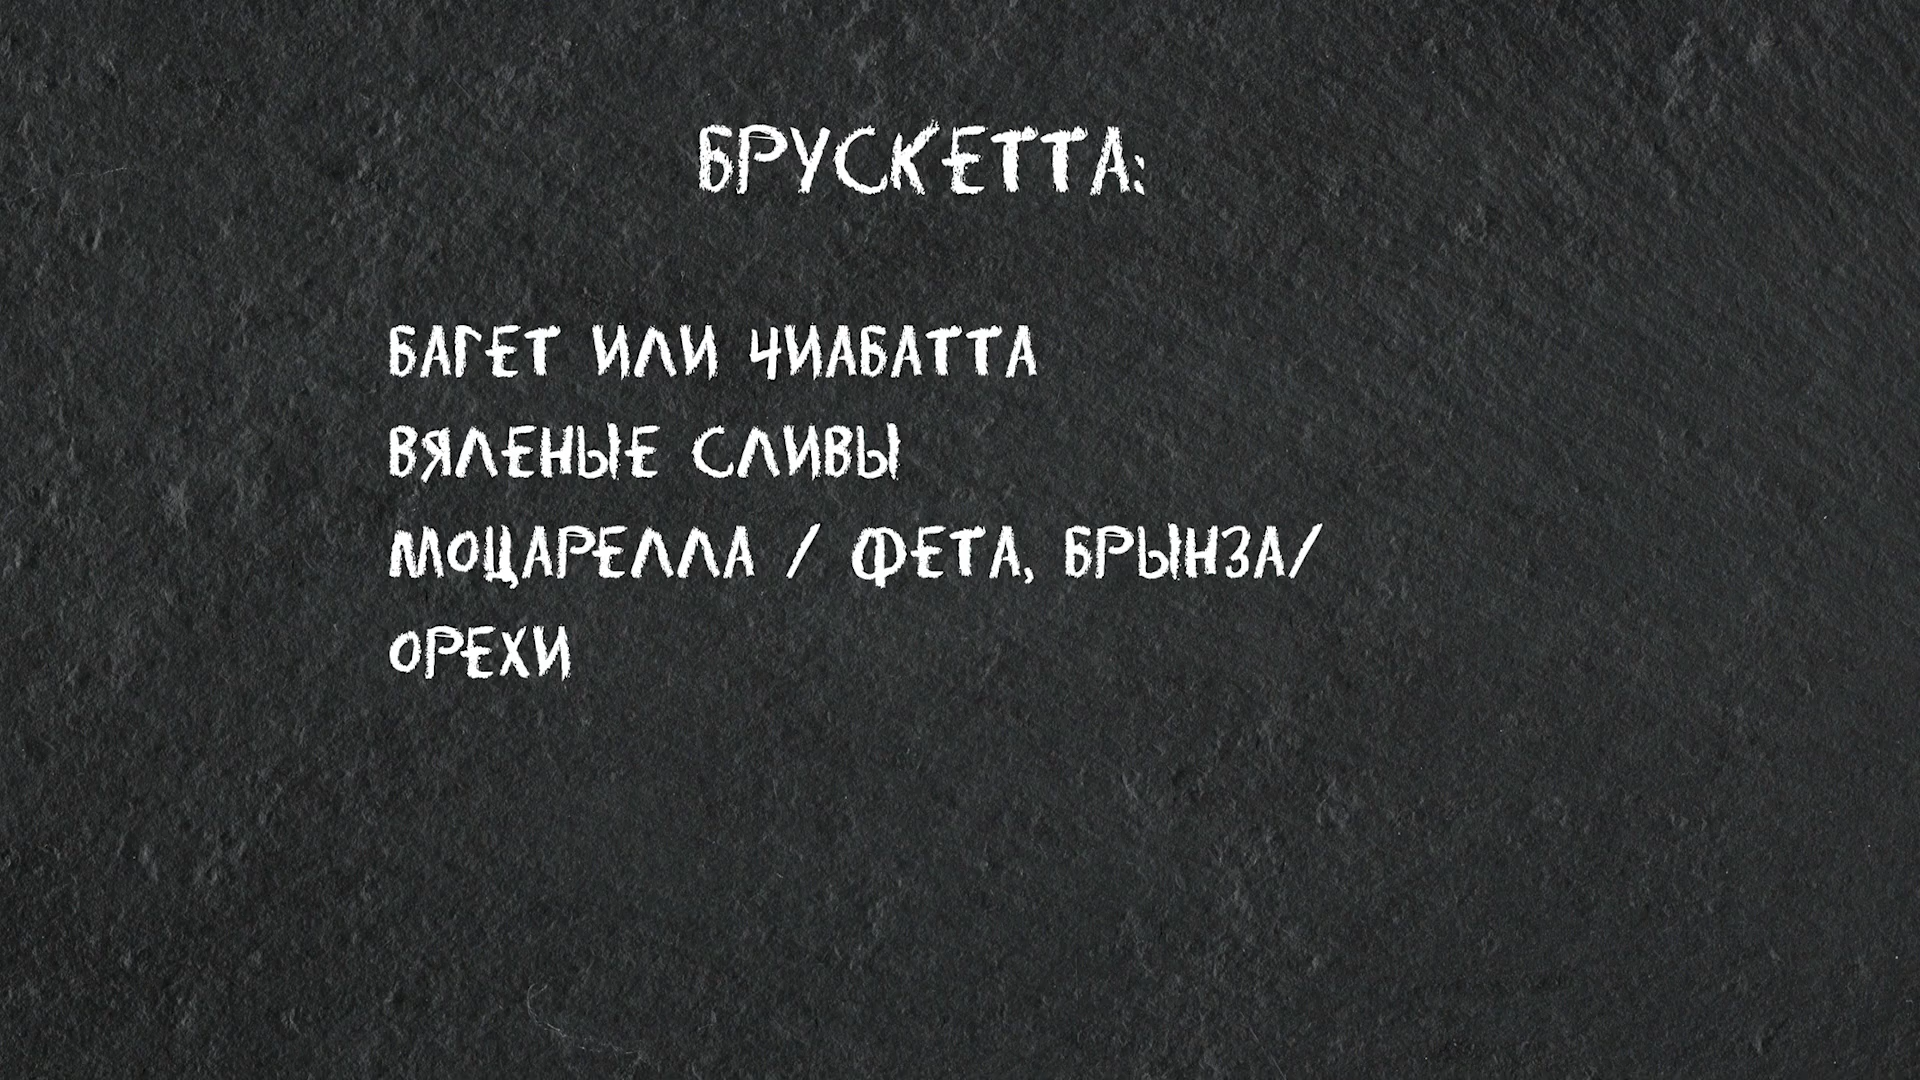 БРУСКЕТТА:
БАГЕТ ИЛИ ЧИАБАТТА
ВЯЛЕНЫЕ СЛИВЫ
МОЦАРЕЛЛА / ФЕТА, БРЫНЗА/
ОРЕХИ